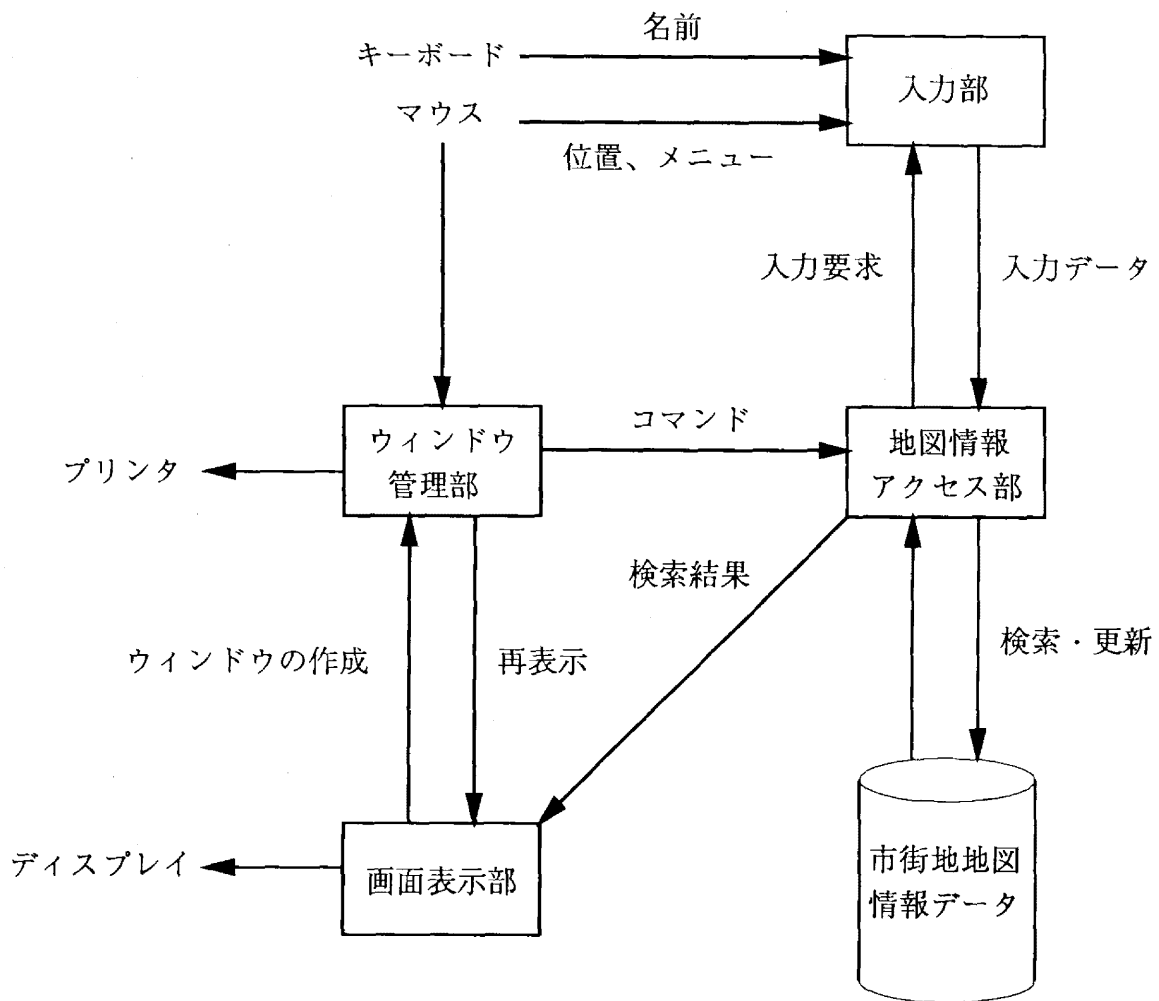 名前
キーボード
入力部
マウス
位置、メニュー
入力要求
入力データ
コマンド
ウィンドウ
管理部
地図情報
アクセス部
プリンタ
検索結果
検索・更新
ウィンドウの作成
再表示
ディスプレイ
画面表示部
市街地地図
情報データ